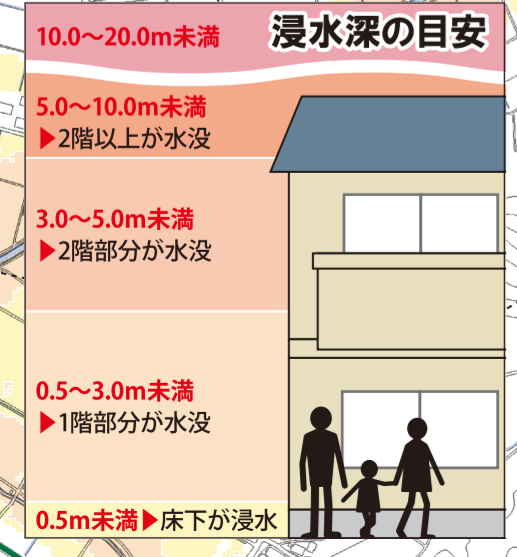 浸水深の目安
10.0～20.0m未満
5.0～10.0m未満
▶2階以上が水没
3.0～5.0m未満
▶2階部分が水没
0.5～3.0m未満
▶1階部分が水没
0.5m未満▶床下が浸水